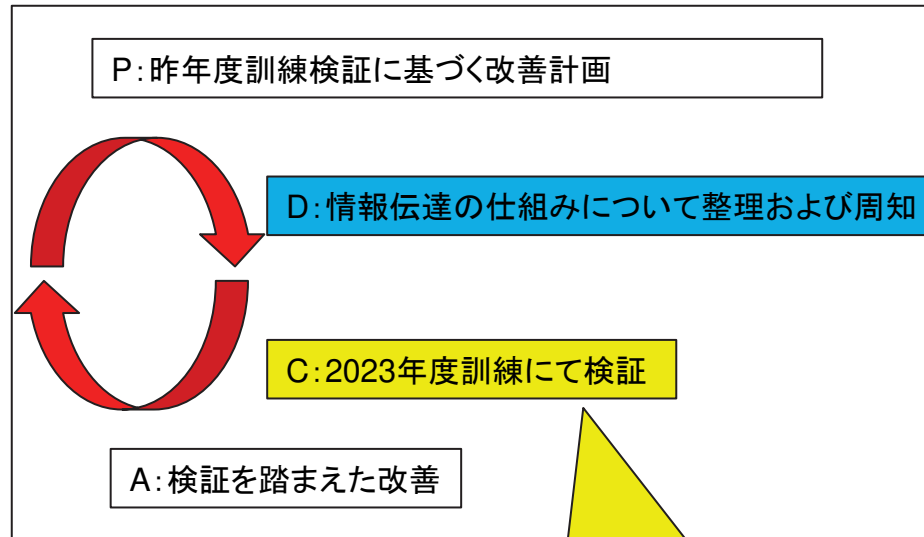 P:昨年度訓練検証に基づく改善計画
D:情報伝達の仕組みについて整理および周知
C:2023年度訓練にて検証
A:検証を踏まえた改善